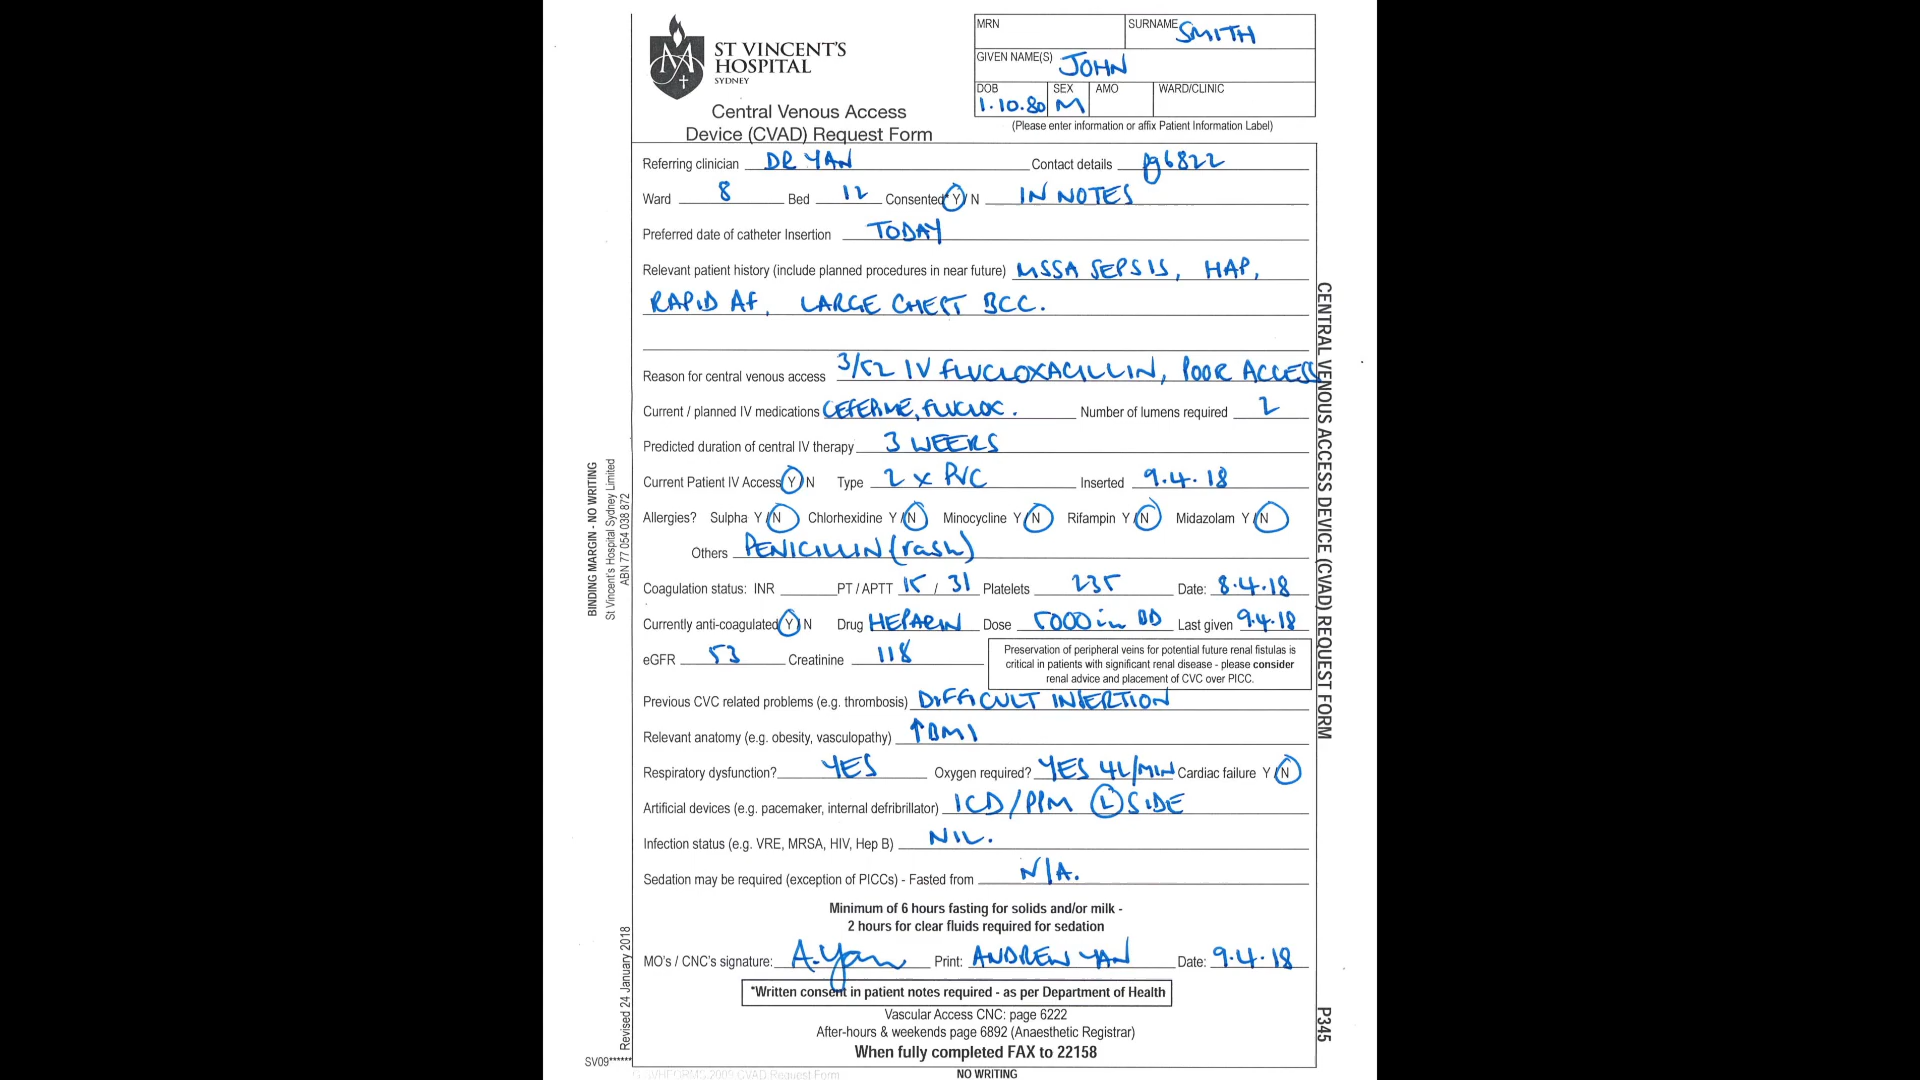 ST VINCENT'S
HOSPITAL
SYDNEY
Central Venous Access
Device (CVAD) Request Form
MRN SURNAME SMITH
GIVEN NAME(S) JOHN
DOB SEX AMO WARD/CLINIC
1.10.80 M
(Please enter information or affix Patient Information Label)
Referring clinician DR YAN Contact details pg6822
Ward 8 Bed 12 Consented* Y/N IN NOTES
Preferred date of catheter Insertion TODAY
Relevant patient history (include planned procedures in near future) MSSA SEPSIS, HAP,
RAPID AF, LARGE CHEST BCC.
Reason for central venous access 3/52 IV FLUCLOXACILLIN, POOR ACCESS
Current / planned IV medications CEFEPIME, FLUCLOX. Number of lumens required 2
Predicted duration of central IV therapy 3 WEEKS
Current Patient IV Access Y/N Type 2 x PVC Inserted 9.4.18
Allergies? Sulpha Y/N Chlorhexidine Y/N Minocycline Y/N Rifampin Y/N Midazolam Y/N
Others PENICILLIN (rash)
Coagulation status: INR PT / APTT 15 / 31 Platelets 235 Date: 8.4.18
Currently anti-coagulated Y/N Drug HEPARIN Dose 5000 iu BD Last given 9.4.18
eGFR 53 Creatinine 118
Preservation of peripheral veins for potential future renal fistulas is
critical in patients with significant renal disease - please consider
renal advice and placement of CVC over PICC.
Previous CVC related problems (e.g. thrombosis) DIFFICULT INSERTION
Relevant anatomy (e.g. obesity, vasculopathy) ↑BMI
Respiratory dysfunction? YES Oxygen required? YES 4L/MIN Cardiac failure Y/N
Artificial devices (e.g. pacemaker, internal defribrillator) ICD/PPM L SIDE
Infection status (e.g. VRE, MRSA, HIV, Hep B) NIL.
Sedation may be required (exception of PICCs) - Fasted from N/A.
Minimum of 6 hours fasting for solids and/or milk -
2 hours for clear fluids required for sedation
MO's / CNC's signature: A.Yan Print: ANDREW YAN Date: 9.4.18
*Written consent in patient notes required - as per Department of Health
Vascular Access CNC: page 6222
After-hours & weekends page 6892 (Anaesthetic Registrar)
When fully completed FAX to 22158
NO WRITING
BINDING MARGIN - NO WRITING
St Vincent's Hospital Sydney Limited
ABN 77 054 038 872
Revised 24 January 2018
SV09******
CENTRAL VENOUS ACCESS DEVICE (CVAD) REQUEST FORM
P345